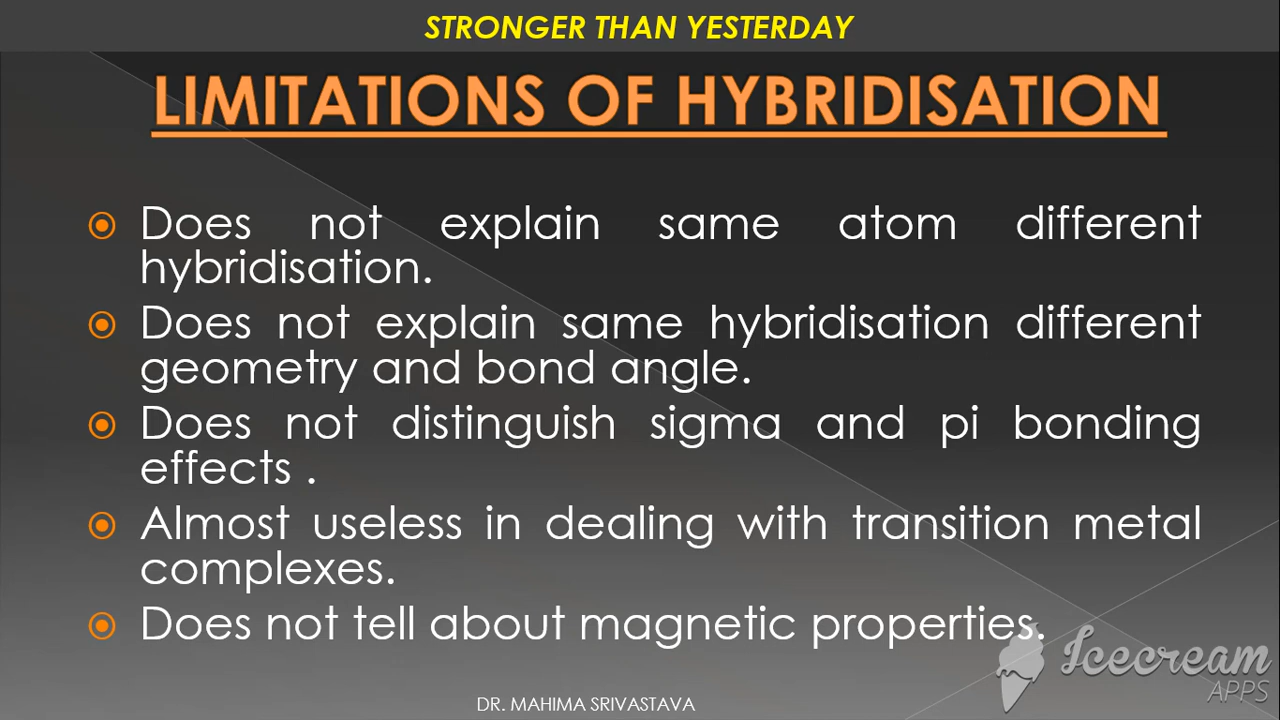 STRONGER THAN YESTERDAY
LIMITATIONS OF HYBRIDISATION
Does not explain same atom different
hybridisation.
Does not explain same hybridisation different
geometry and bond angle.
Does not distinguish sigma and pi bonding
effects .
Almost useless in dealing with transition metal
complexes.
Does not tell about magnetic properties.
Icecream
APPS
DR. MAHIMA SRIVASTAVA